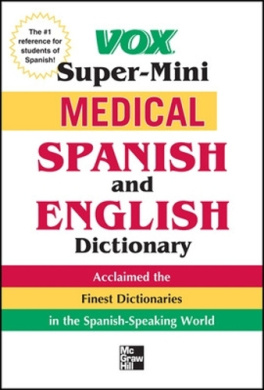 The #1
reference for
students of
Spanish!
VOX
Super-Mini
MEDICAL
SPANISH
and
ENGLISH
Dictionary
Acclaimed the
Finest Dictionaries
in the Spanish-Speaking World
Mc
Graw
Hill